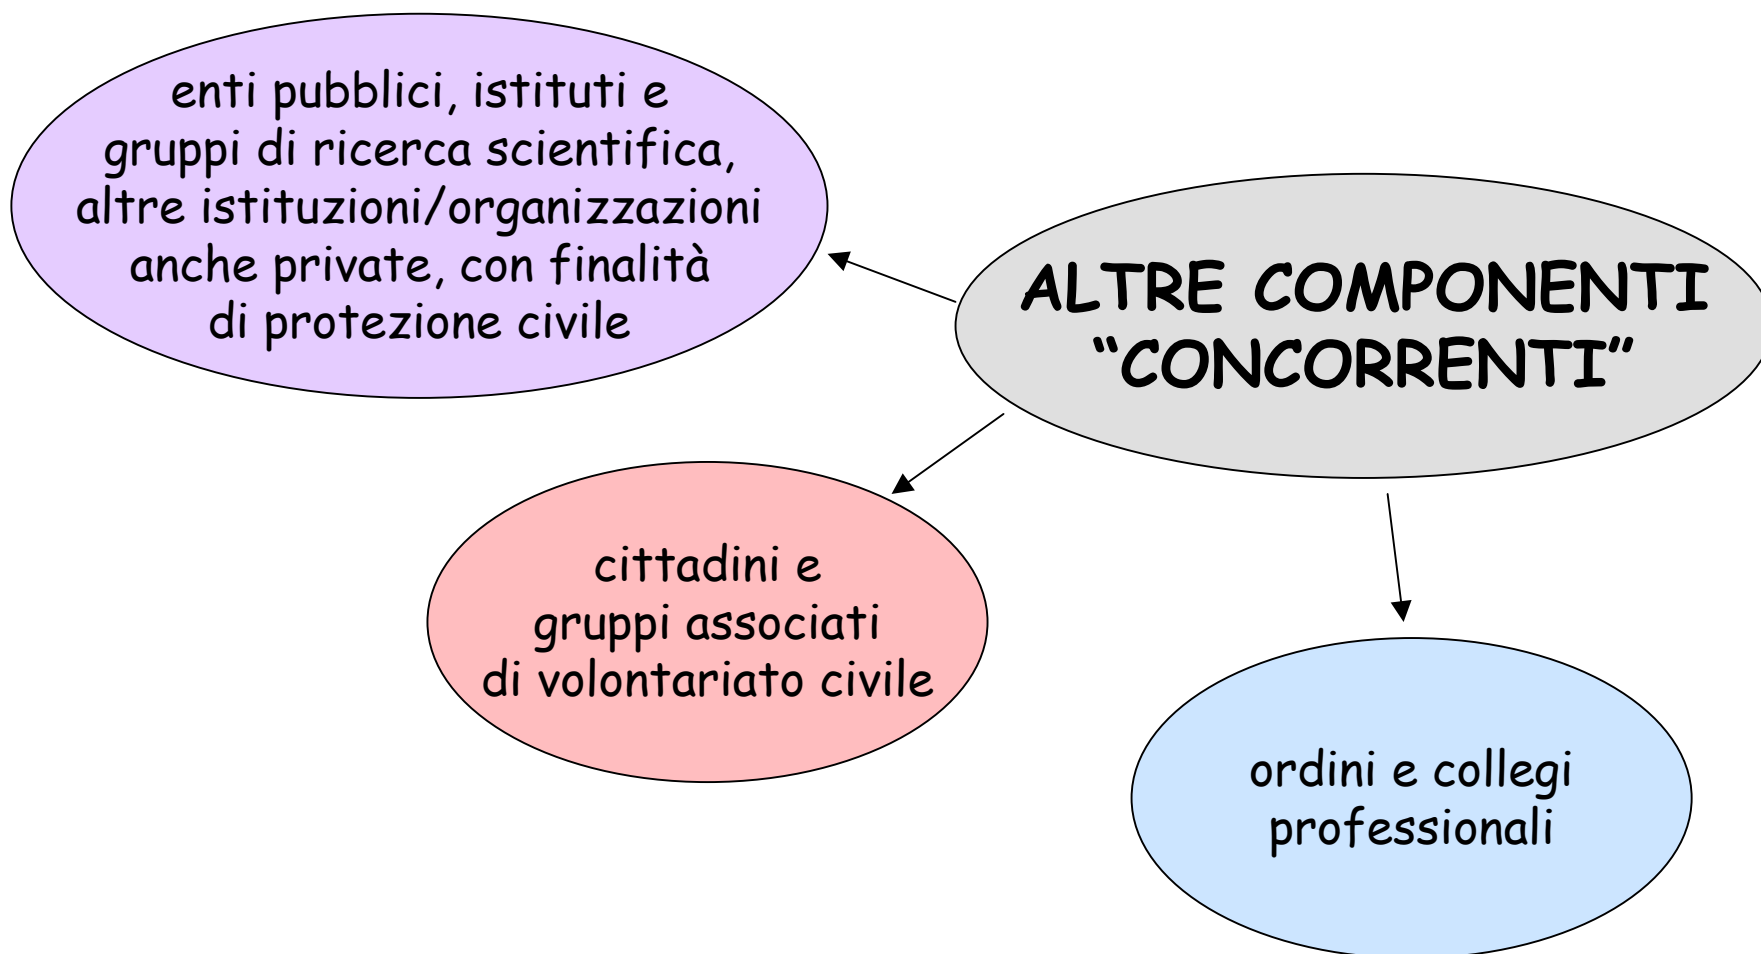 enti pubblici, istituti e
gruppi di ricerca scientifica,
altre istituzioni/organizzazioni
anche private, con finalità
di protezione civile
ALTRE COMPONENTI
“CONCORRENTI”
cittadini e
gruppi associati
di volontariato civile
ordini e collegi
professionali